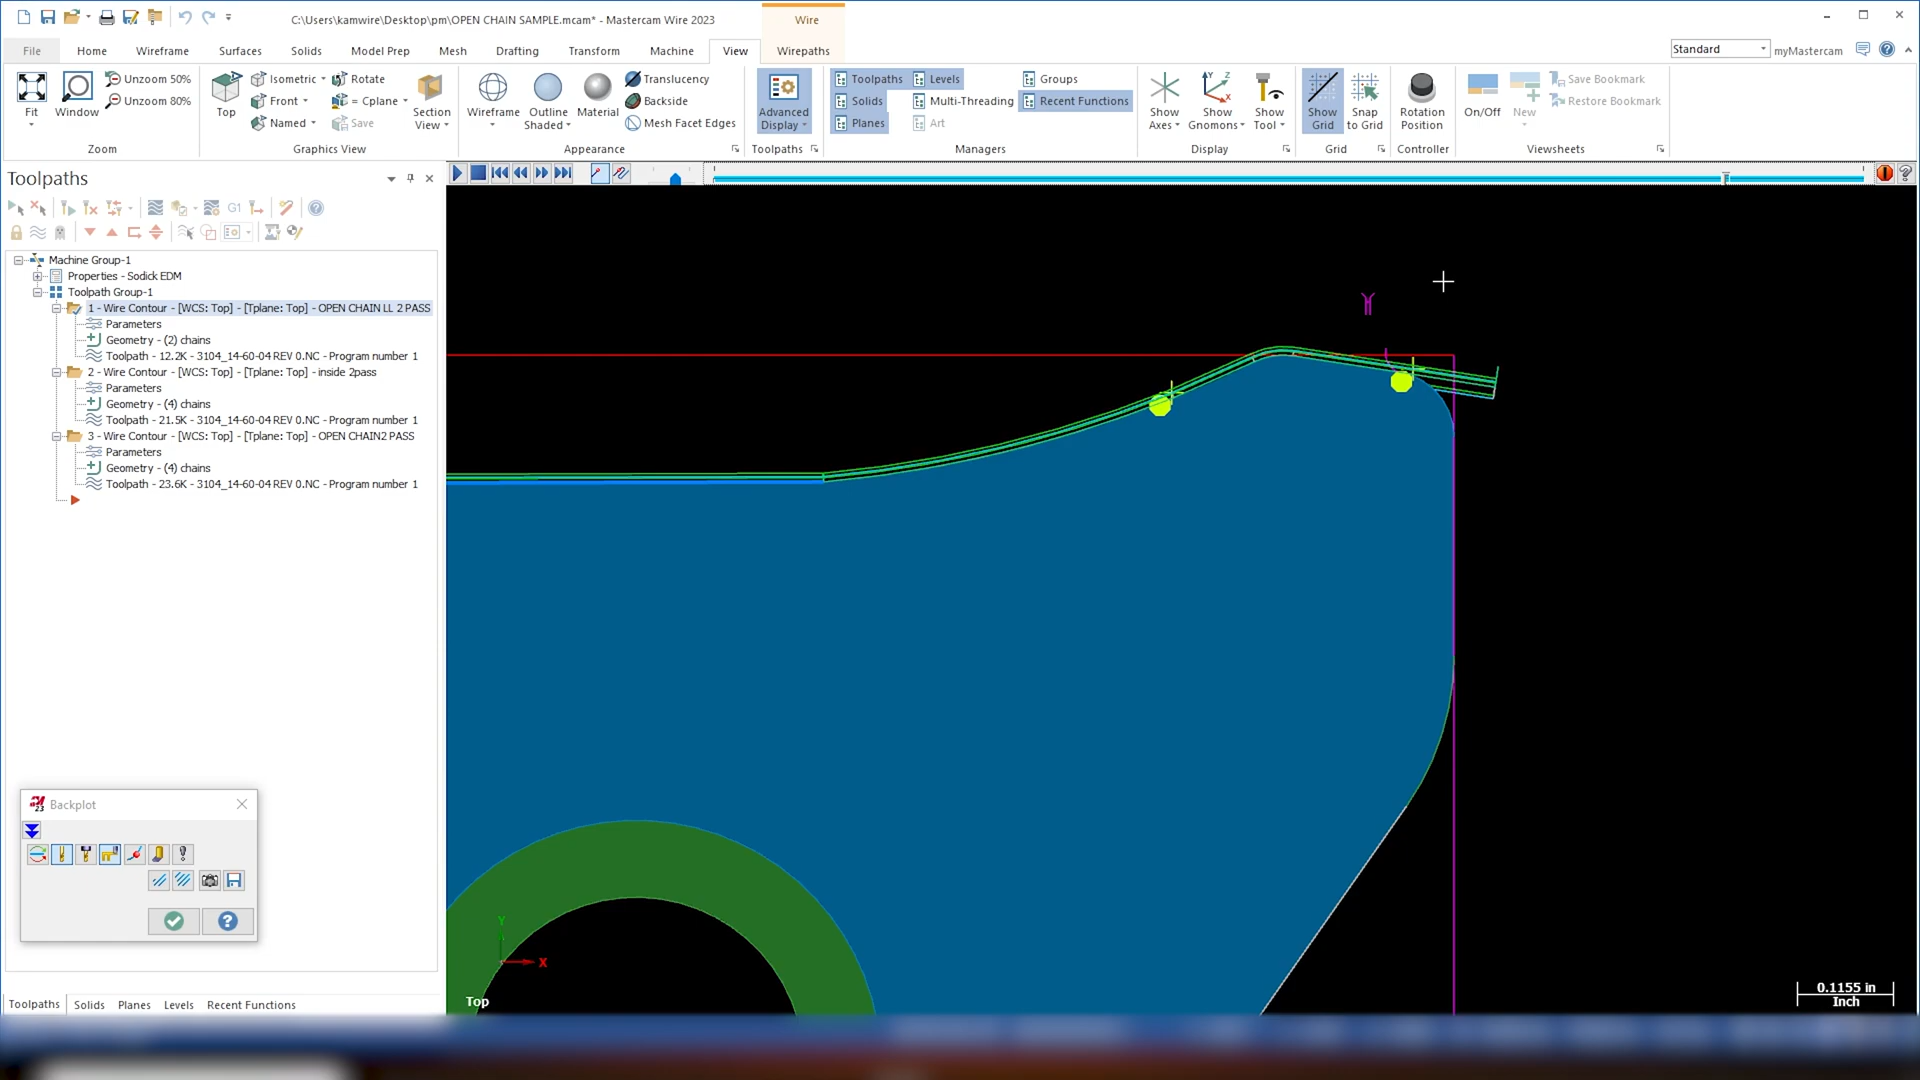 C:\Users\kamwire\Desktop\pm\OPEN CHAIN SAMPLE.mcam* - Mastercam Wire 2023
Wire
File Home Wireframe Surfaces Solids Model Prep Mesh Drafting Transform Machine View Wirepaths
Standard myMastercam
Fit
Window
Unzoom 50%
Unzoom 80%
Zoom
Top
Isometric
Front
Named
Rotate
= Cplane
Save
Section View
Graphics View
Wireframe
Outline Shaded
Material
Translucency
Backside
Mesh Facet Edges
Appearance
Advanced Display
Toolpaths
Toolpaths
Solids
Planes
Levels
Multi-Threading
Art
Groups
Recent Functions
Managers
Show Axes
Show Gnomons
Show Tool
Display
Show Grid
Snap to Grid
Grid
Rotation Position
Controller
On/Off
New
Save Bookmark
Restore Bookmark
Viewsheets
Toolpaths
G1
Machine Group-1
Properties - Sodick EDM
Toolpath Group-1
1 - Wire Contour - [WCS: Top] - [Tplane: Top] - OPEN CHAIN LL 2 PASS
Parameters
Geometry - (2) chains
Toolpath - 12.2K - 3104_14-60-04 REV 0.NC - Program number 1
2 - Wire Contour - [WCS: Top] - [Tplane: Top] - inside 2pass
Parameters
Geometry - (4) chains
Toolpath - 21.5K - 3104_14-60-04 REV 0.NC - Program number 1
3 - Wire Contour - [WCS: Top] - [Tplane: Top] - OPEN CHAIN2 PASS
Parameters
Geometry - (4) chains
Toolpath - 23.6K - 3104_14-60-04 REV 0.NC - Program number 1
Backplot
Y
X
Top
0.1155 in
Inch
Toolpaths Solids Planes Levels Recent Functions